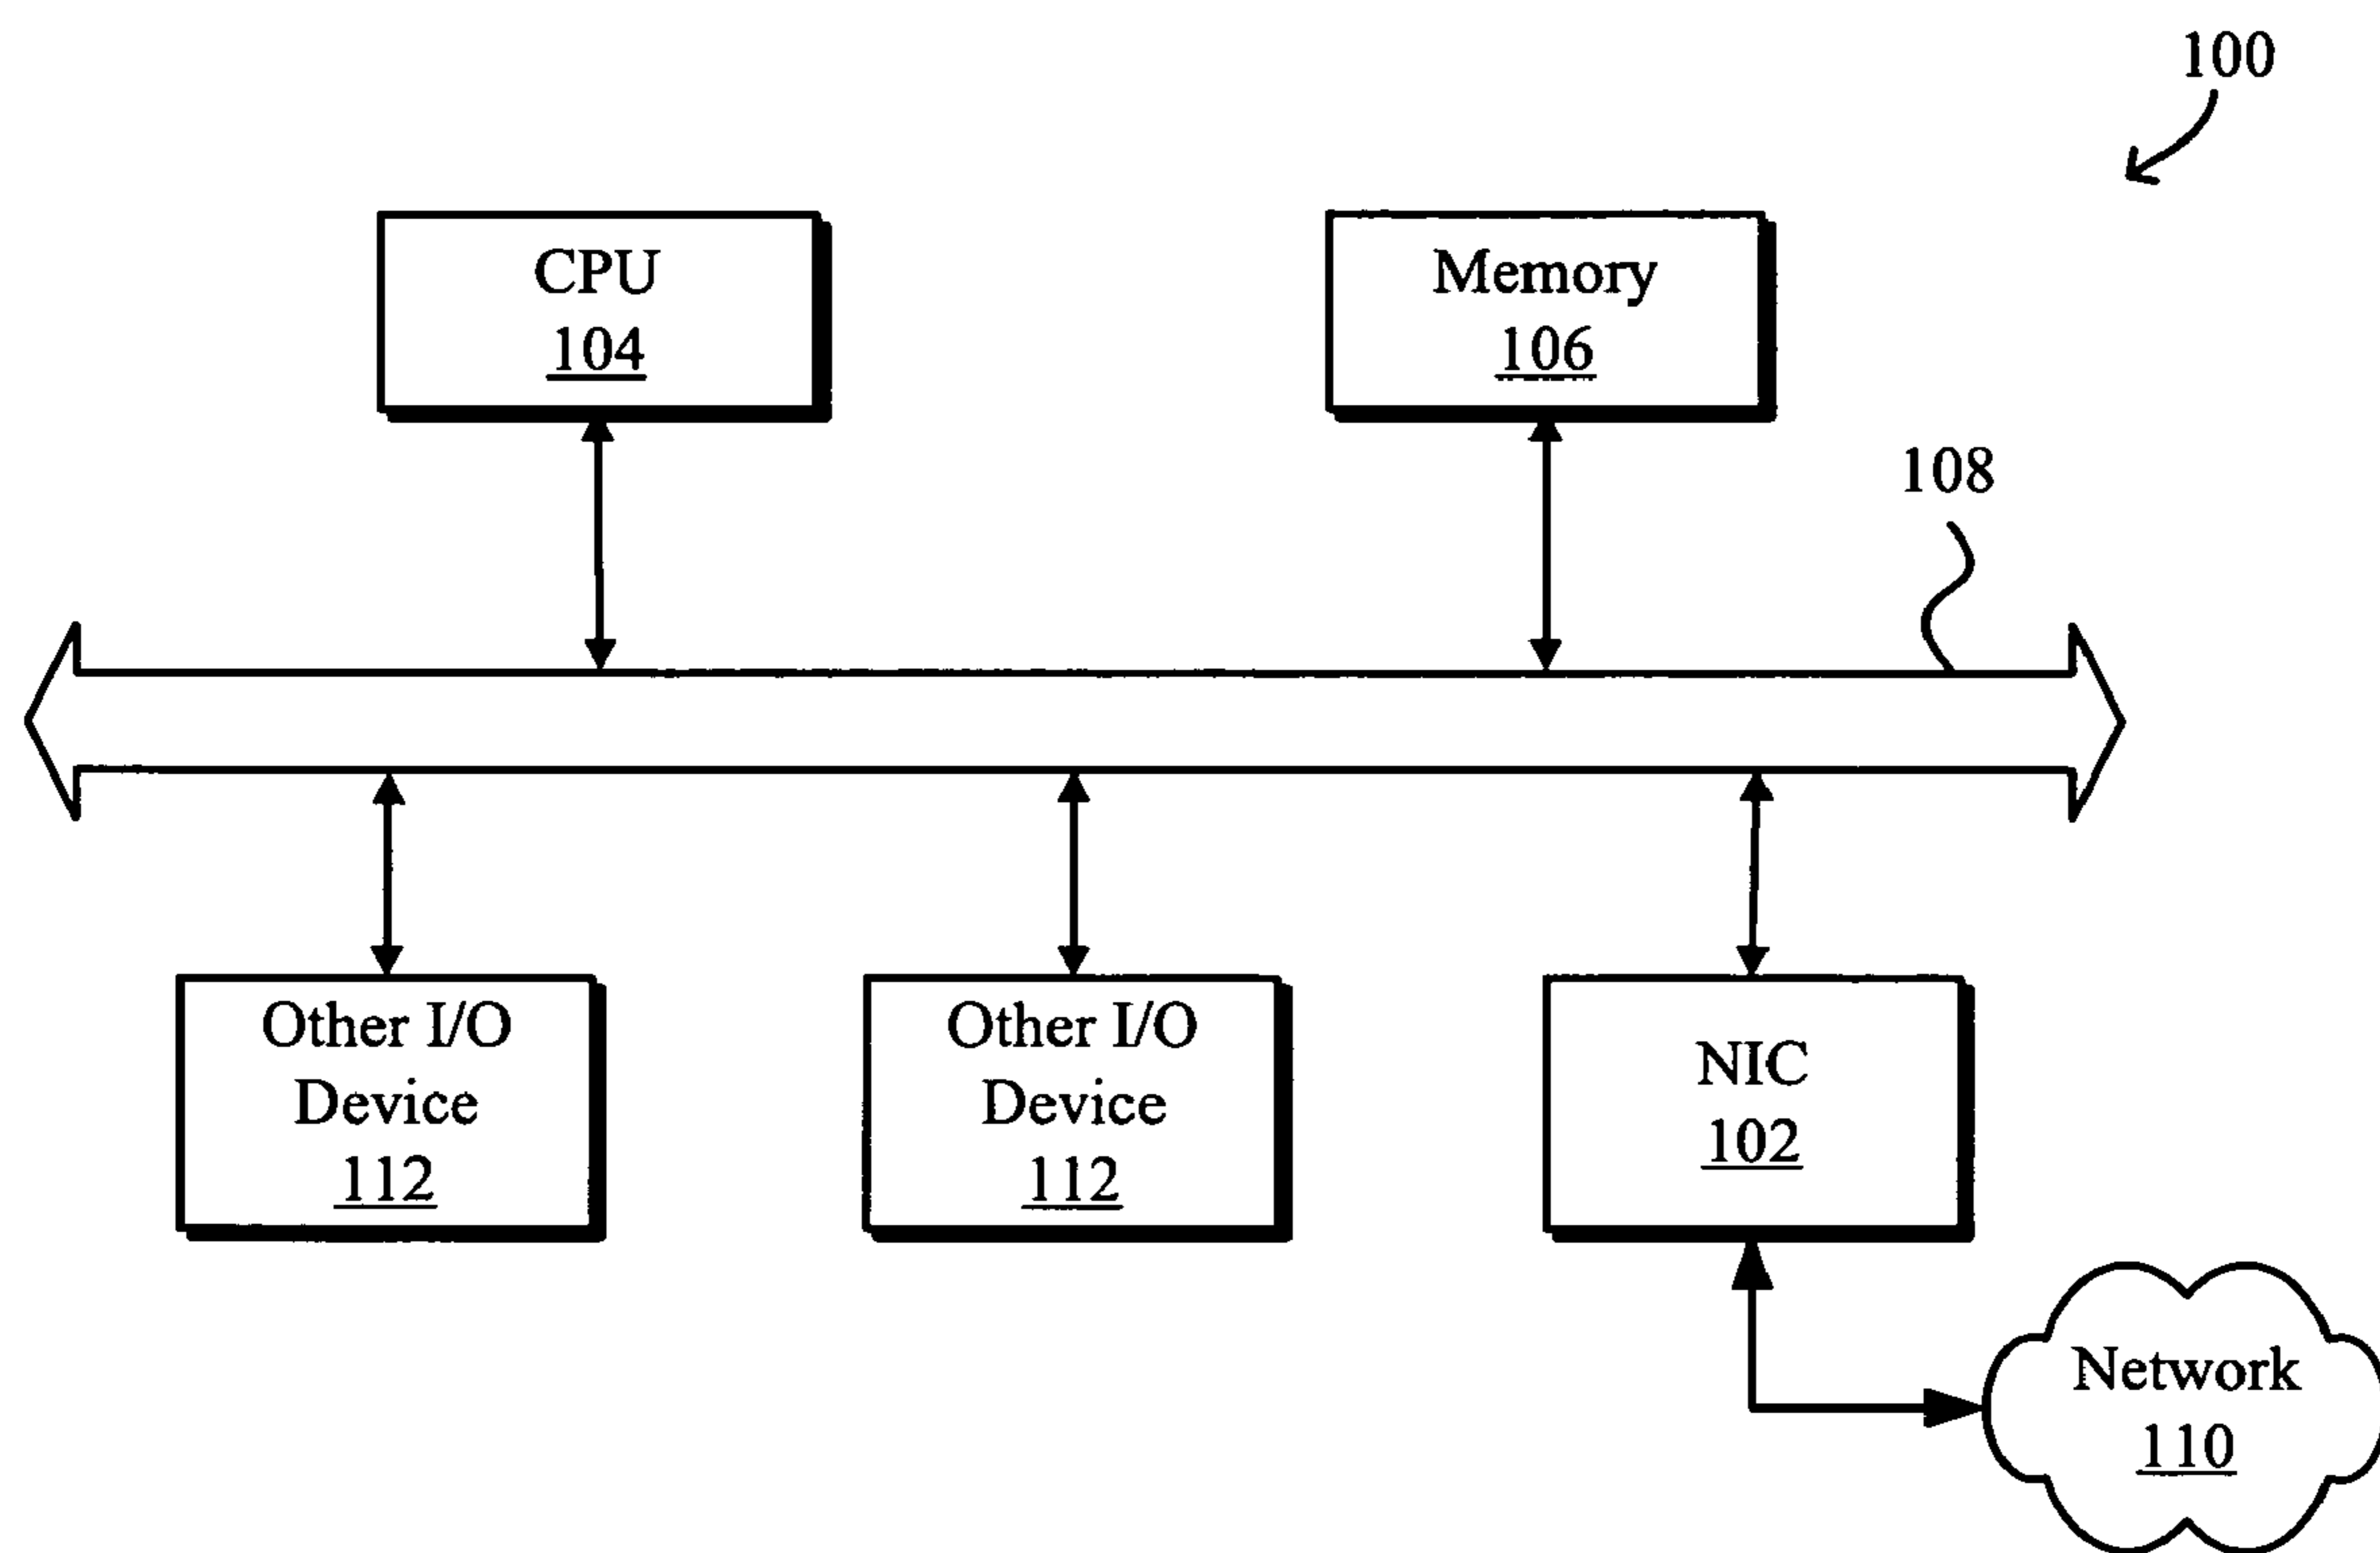 100
CPU
104
Memory
106
108
Other I/O
Device
112
Other I/O
Device
112
NIC
102
Network
110